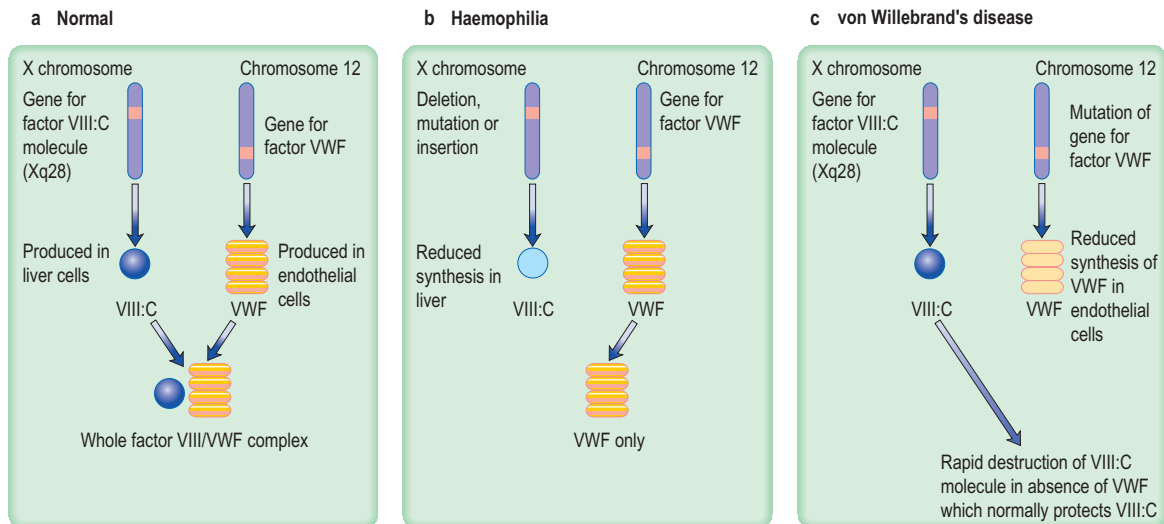 a Normal
X chromosome
Chromosome 12
Gene for
factor VIII:C
molecule
(Xq28)
Gene for
factor VWF
Produced in
liver cells
Produced in
endothelial
cells
VIII:C
VWF
Whole factor VIII/VWF complex
b Haemophilia
X chromosome
Chromosome 12
Deletion,
mutation or
insertion
Gene for
factor VWF
Reduced
synthesis in
liver
VIII:C
VWF
VWF only
c von Willebrand's disease
X chromosome
Chromosome 12
Gene for
factor VIII:C
molecule
(Xq28)
Mutation of
gene for
factor VWF
Reduced
synthesis of
VWF in
endothelial
cells
VIII:C
VWF
Rapid destruction of VIII:C
molecule in absence of VWF
which normally protects VIII:C